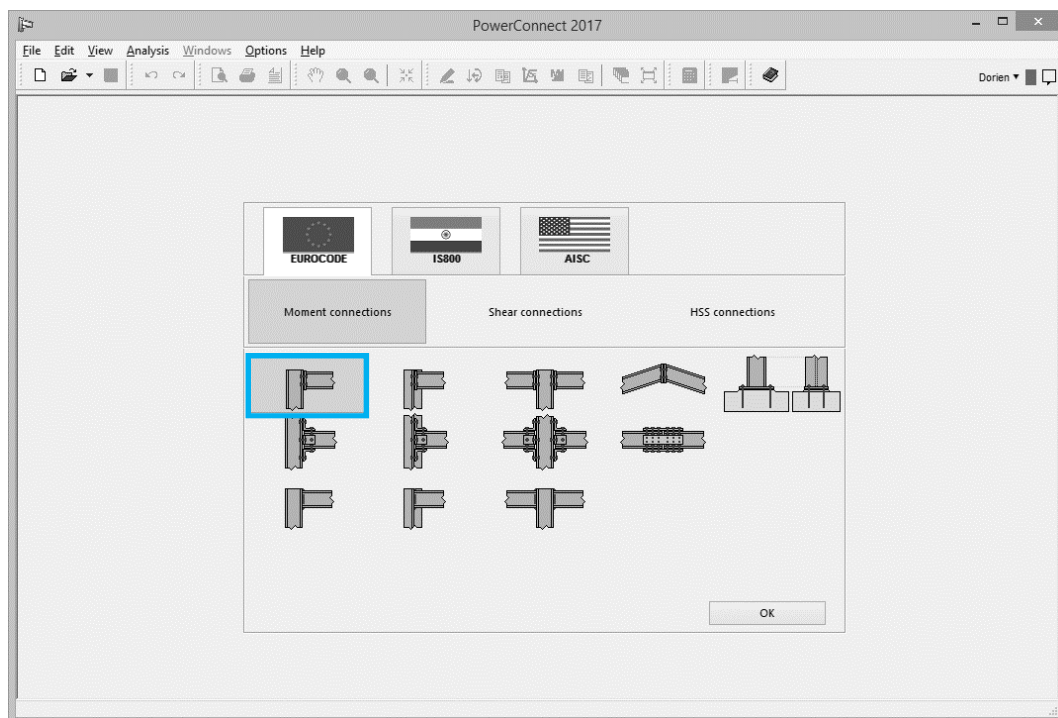 PowerConnect 2017
File Edit View Analysis Windows Options Help
Dorien
EUROCODE IS800 AISC
Moment connections Shear connections HSS connections
OK